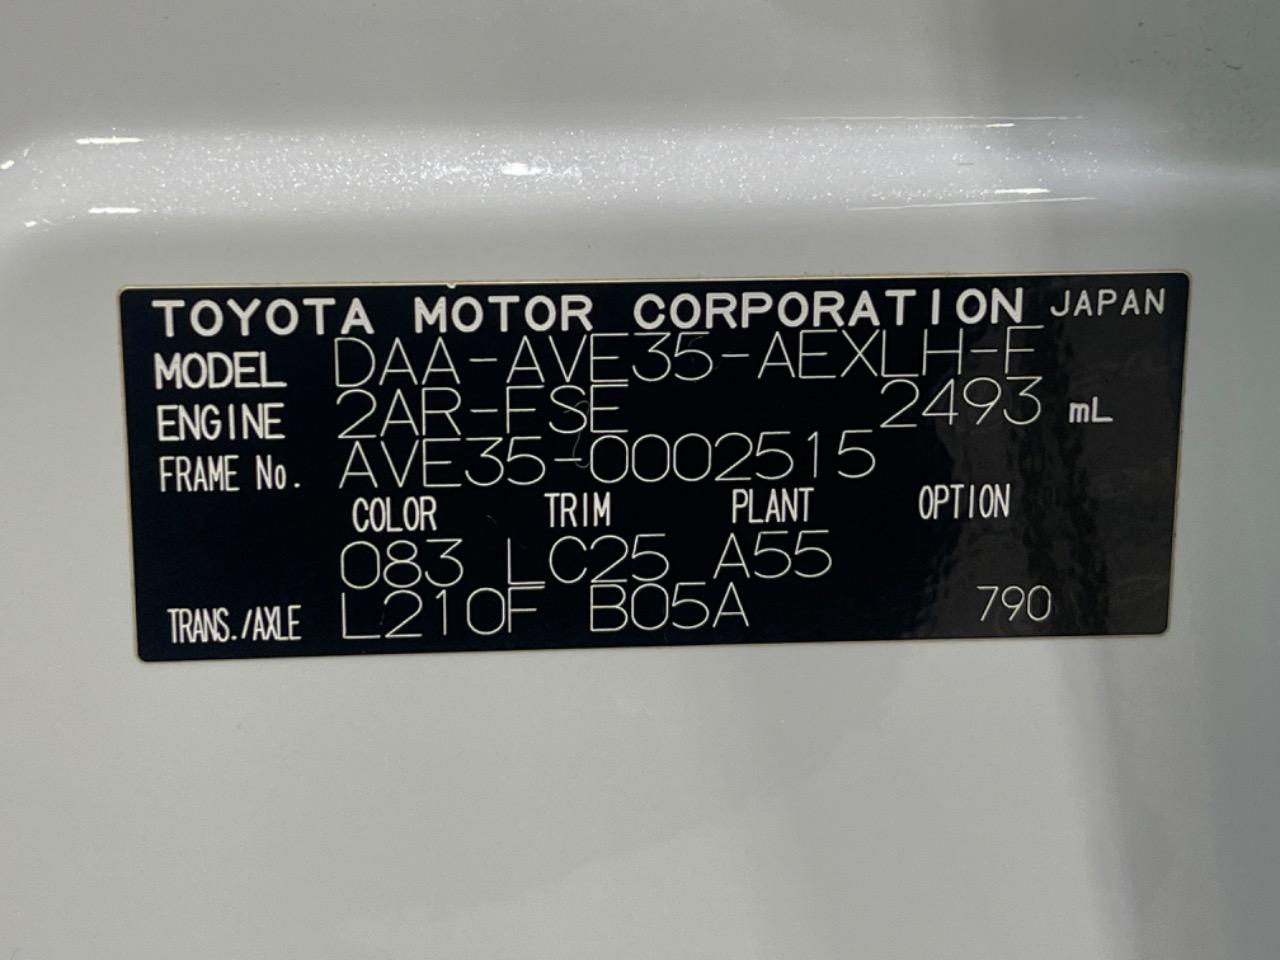 TOYOTA MOTOR CORPORATION JAPAN
MODEL DAA-AVE35-AEXLH-F
ENGINE 2AR-FSE 2493 mL
FRAME No. AVE35-0002515
COLOR TRIM PLANT OPTION
083 LC25 A55
TRANS./AXLE L210F B05A 790